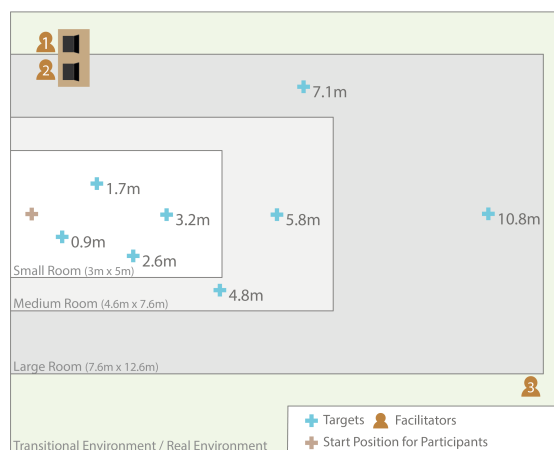 1
2
7.1m
1.7m
3.2m
5.8m
10.8m
0.9m
2.6m
Small Room (3m x 5m)
4.8m
Medium Room (4.6m x 7.6m)
Large Room (7.6m x 12.6m)
3
Targets Facilitators
Start Position for Participants
Transitional Environment / Real Environment